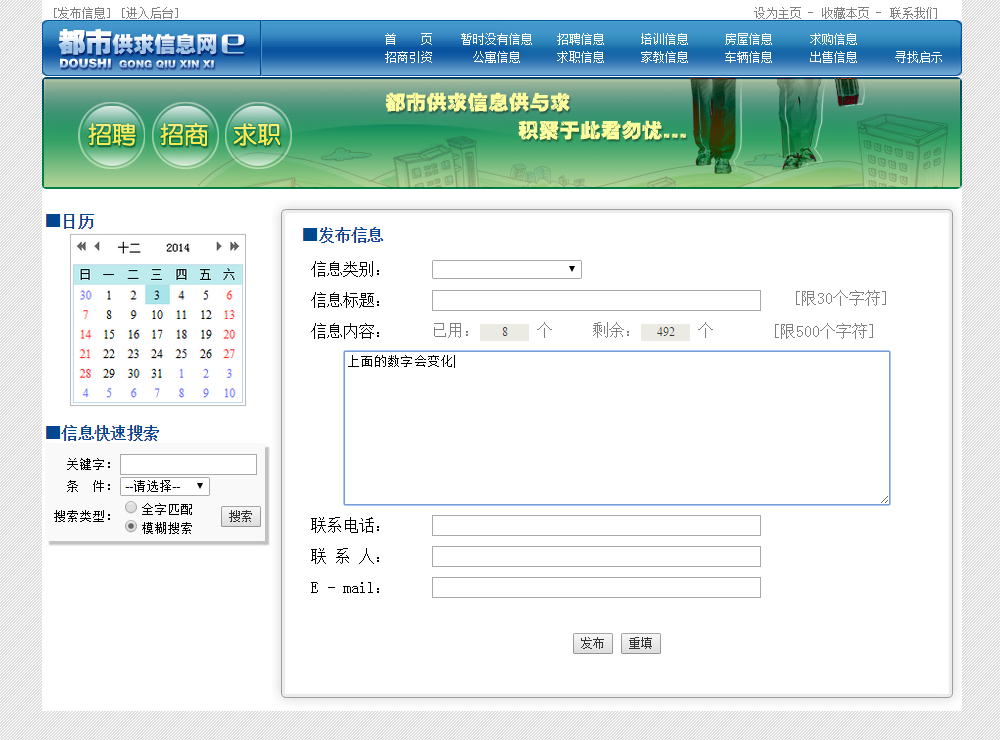 [发布信息] [进入后台] 设为主页 - 收藏本页 - 联系我们
都市供求信息网e
DOUSHI GONG QIU XIN XI
首 页 暂时没有信息 招聘信息 培训信息 房屋信息 求购信息
招商引资 公寓信息 求职信息 家教信息 车辆信息 出售信息 寻找启示
都市供求信息供与求
积聚于此君勿优...
招聘 招商 求职
■日历
十二 2014
日 一 二 三 四 五 六
30 1 2 3 4 5 6
7 8 9 10 11 12 13
14 15 16 17 18 19 20
21 22 23 24 25 26 27
28 29 30 31 1 2 3
4 5 6 7 8 9 10
■信息快速搜索
关键字：
条 件： --请选择--
搜索类型： 全字匹配
模糊搜索
搜索
■发布信息
信息类别：
信息标题： [限30个字符]
信息内容： 已用： 8 个 剩余： 492 个 [限500个字符]
上面的数字会变化
联系电话：
联 系 人：
E - mail：
发布 重填